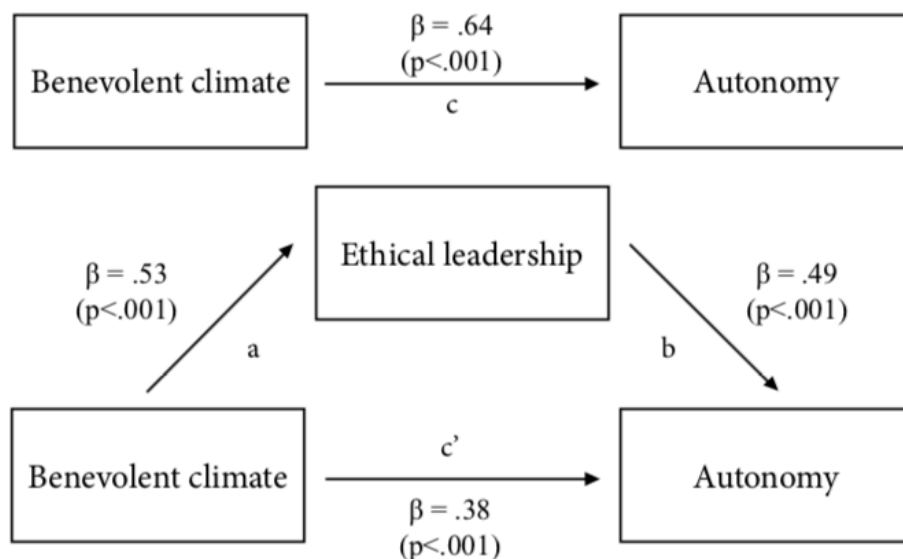 β = .64
(p<.001)
Benevolent climate
Autonomy
c
Ethical leadership
β = .53
(p<.001)
β = .49
(p<.001)
a
b
c’
Benevolent climate
Autonomy
β = .38
(p<.001)